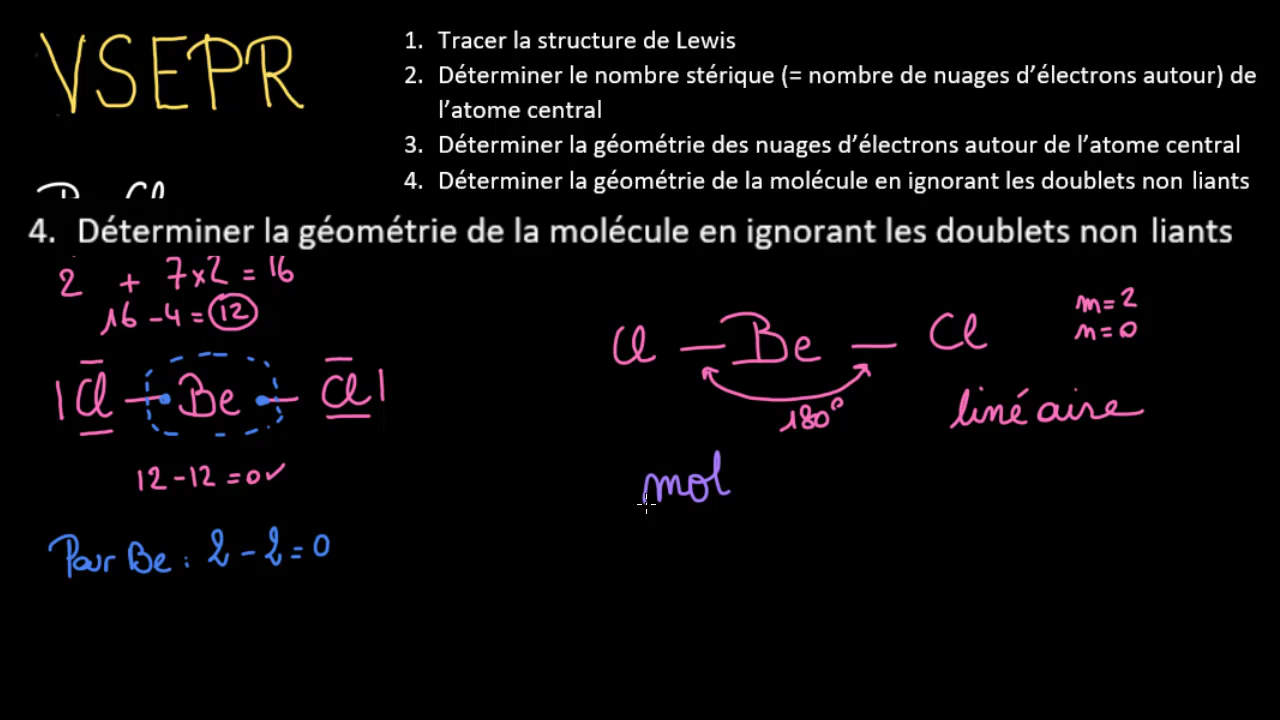 VSEPR
1. Tracer la structure de Lewis
2. Déterminer le nombre stérique (= nombre de nuages d'électrons autour) de
l'atome central
3. Déterminer la géométrie des nuages d'électrons autour de l'atome central
4. Déterminer la géométrie de la molécule en ignorant les doublets non liants
4. Déterminer la géométrie de la molécule en ignorant les doublets non liants
2 + 7x2 = 16
16 - 4 = 12
|Cl — Be — Cl|
12 - 12 = 0 ✓
Pour Be : 2 - 2 = 0
Cl — Be — Cl
m = 2
n = 0
180°
linéaire
mol